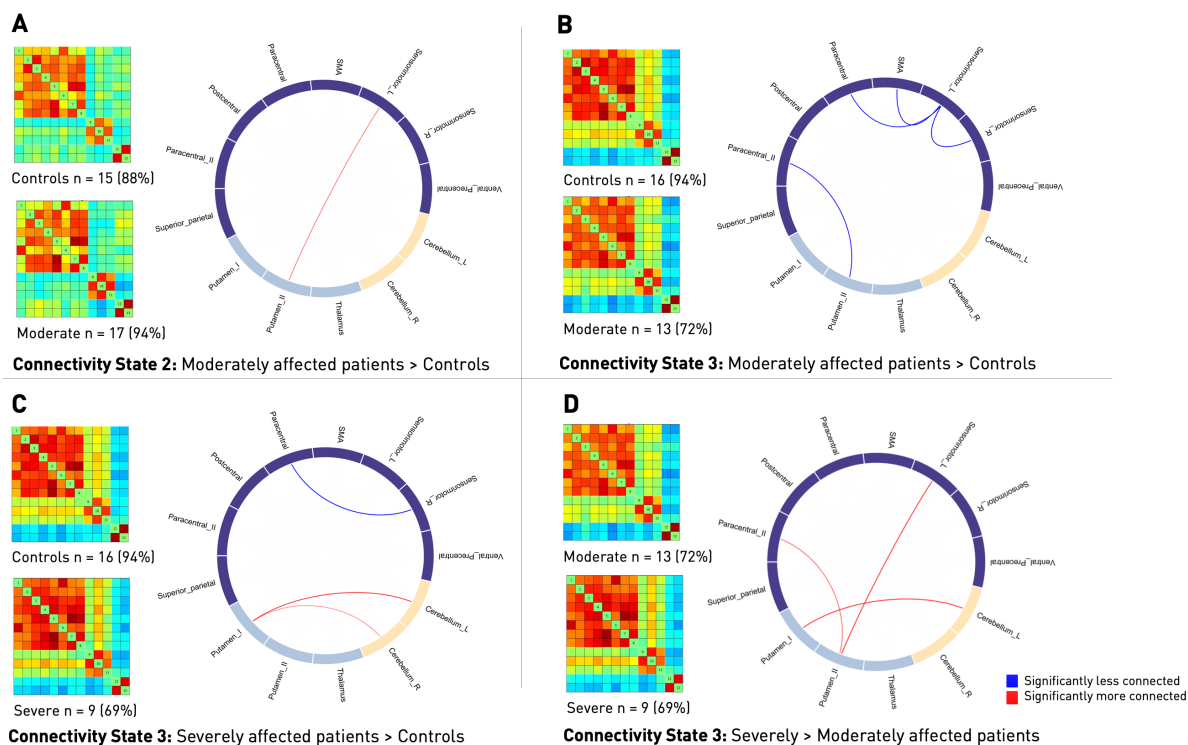 A
Controls n = 15 (88%)
Moderate n = 17 (94%)
Paracentral
SMA
Sensorimotor_L
Sensorimotor_R
Ventral_Precentral
Cerebellum_L
Cerebellum_R
Thalamus
Putamen_II
Putamen_I
Superior_parietal
Paracentral_II
Postcentral
Connectivity State 2: Moderately affected patients > Controls
B
Controls n = 16 (94%)
Moderate n = 13 (72%)
Paracentral
SMA
Sensorimotor_L
Sensorimotor_R
Ventral_Precentral
Cerebellum_L
Cerebellum_R
Thalamus
Putamen_II
Putamen_I
Superior_parietal
Paracentral_II
Postcentral
Connectivity State 3: Moderately affected patients > Controls
C
Controls n = 16 (94%)
Severe n = 9 (69%)
Paracentral
SMA
Sensorimotor_L
Sensorimotor_R
Ventral_Precentral
Cerebellum_L
Cerebellum_R
Thalamus
Putamen_II
Putamen_I
Superior_parietal
Paracentral_II
Postcentral
Connectivity State 3: Severely affected patients > Controls
D
Moderate n = 13 (72%)
Severe n = 9 (69%)
Paracentral
SMA
Sensorimotor_L
Sensorimotor_R
Ventral_Precentral
Cerebellum_L
Cerebellum_R
Thalamus
Putamen_II
Putamen_I
Superior_parietal
Paracentral_II
Postcentral
Significantly less connected
Significantly more connected
Connectivity State 3: Severely > Moderately affected patients